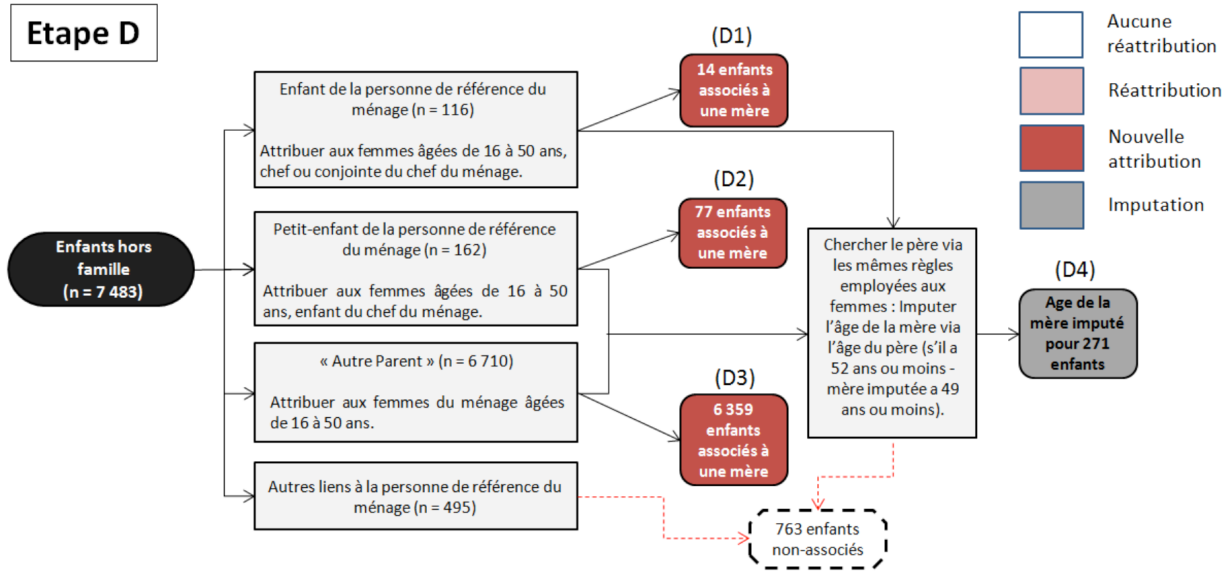 Etape D
Enfants hors
famille
(n = 7 483)
Enfant de la personne de référence du
ménage (n = 116)
Attribuer aux femmes âgées de 16 à 50 ans,
chef ou conjointe du chef du ménage.
Petit-enfant de la personne de référence
du ménage (n = 162)
Attribuer aux femmes âgées de 16 à 50
ans, enfant du chef du ménage.
« Autre Parent » (n = 6 710)
Attribuer aux femmes du ménage âgées
de 16 à 50 ans.
Autres liens à la personne de référence du
ménage (n = 495)
(D1)
14 enfants
associés à
une mère
(D2)
77 enfants
associés à
une mère
(D3)
6 359
enfants
associés à
une mère
Chercher le père via
les mêmes règles
employées aux
femmes : Imputer
l'âge de la mère via
l'âge du père (s'il a
52 ans ou moins -
mère imputée a 49
ans ou moins).
763 enfants
non-associés
(D4)
Age de la
mère imputé
pour 271
enfants
Aucune
réattribution
Réattribution
Nouvelle
attribution
Imputation